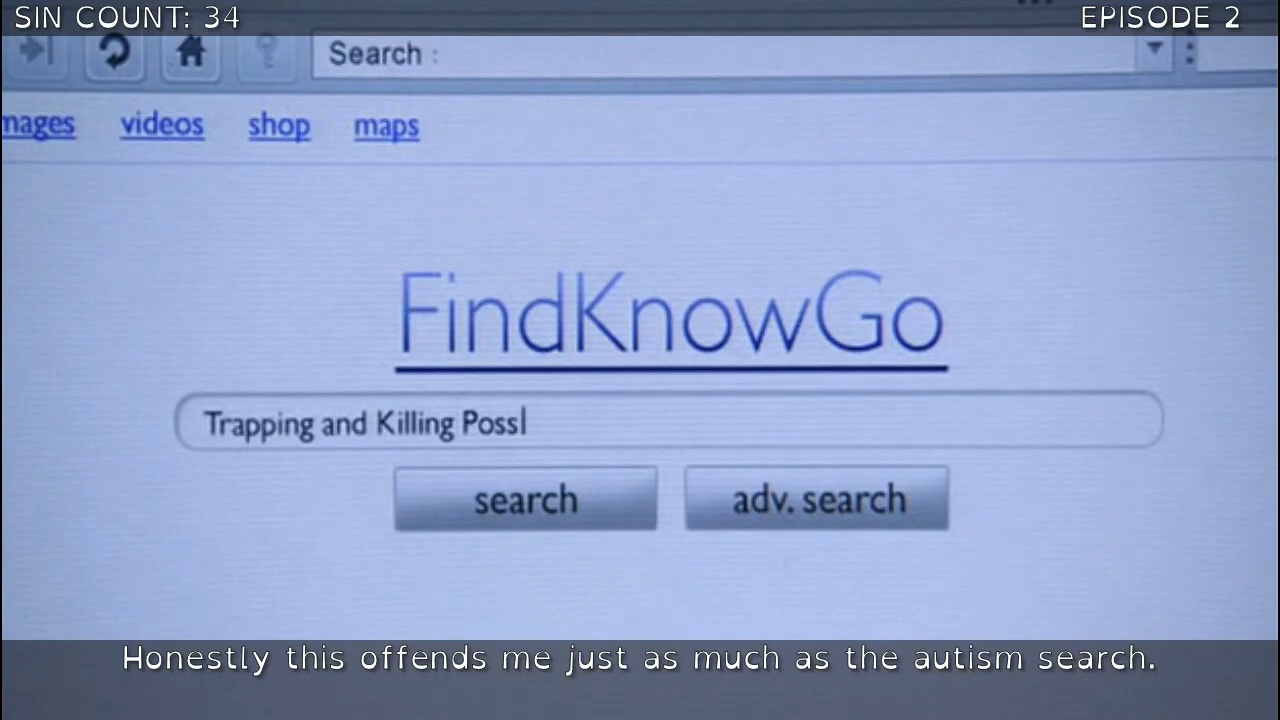 SIN COUNT: 34
EPISODE 2
Search :
mages videos shop maps
FindKnowGo
Trapping and Killing Poss
search adv. search
Honestly this offends me just as much as the autism search.